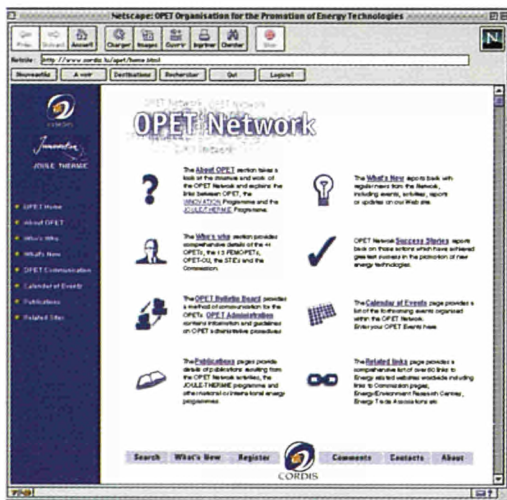 Netscape: OPET Organisation for the Promotion of Energy Technologies
Accueil Charger Images Ouvrir Imprimer Chercher Stop
http://www.cordis.lu/opet/home.html
Nouveautés A voir Destinations Rechercher Qui Logiciel
CORDIS
Innovation
JOULE-THERMIE
OPET Home
About OPET
Who's Who
What's New
OPET Communication
Calendar of Events
Publications
Related Sites
OPET Network
The About OPET section takes a
look at the structure and work of
the OPET Network and explains the
links between OPET, the
INNOVATION Programme and the
JOULE-THERMIE Programme.
The What's New reports back with
regular news from the Network,
including events, activities, reports
or updates on our Web site.
The Who's who section provides
comprehensive details of the 44
OPETs, the 15 FEMOPETs,
OPET-CU, the STEs and the
Commission.
OPET Network Success Stories reports
back on those actions which have achieved
greatest success in the promotion of new
energy technologies.
The OPET Bulletin Board provides
a method of communication for the
OPETs. OPET Administration
contains information and guidelines
on OPET administrative procedures
The Calendar of Events page provides a
list of the forthcoming events organised
within the OPET Network.
Enter your OPET Events here.
The Publications pages provide
details of publications resulting from
the OPET Network activities, the
JOULE-THERMIE programme and
other national or international energy
programmes.
The Related links page provides a
comprehensive list of over 60 links to
Energy related websites worldwide including
links to Commission pages,
Energy/Environment Research Centres,
Energy Trade Associations etc
Search What's New Register CORDIS Comments Contacts About